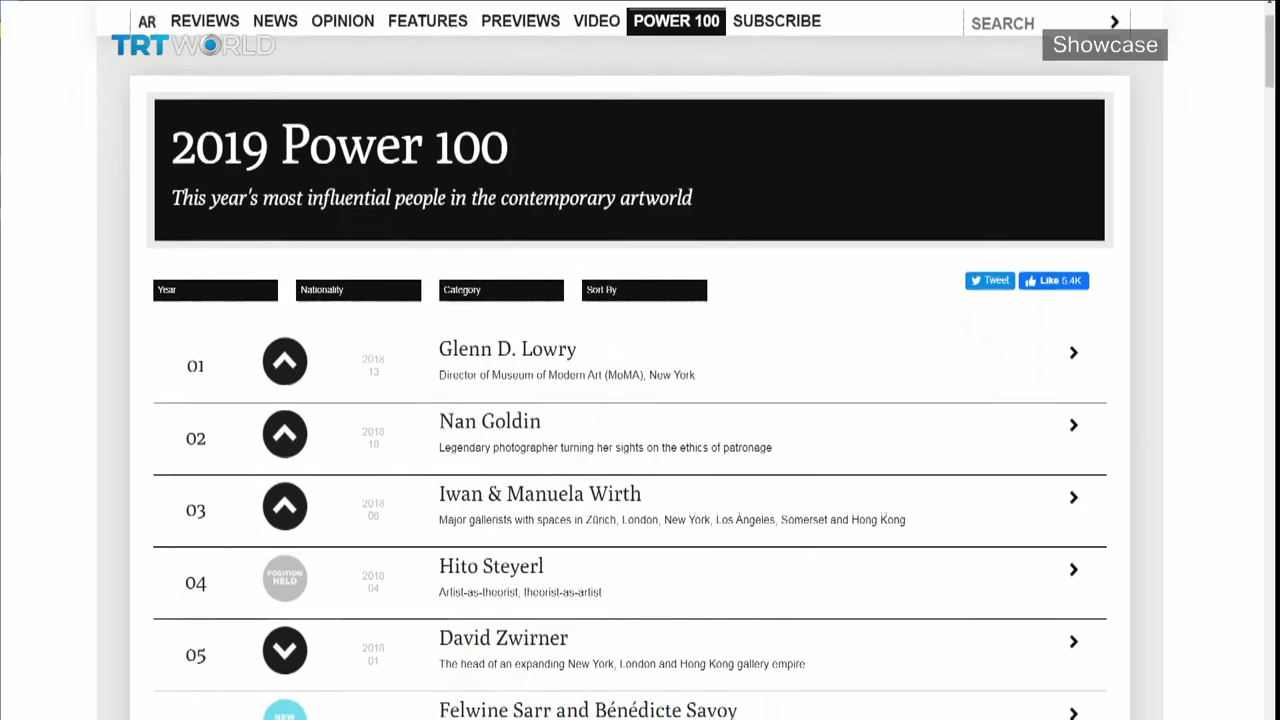 AR REVIEWS NEWS OPINION FEATURES PREVIEWS VIDEO POWER 100 SUBSCRIBE SEARCH
TRT WORLD
Showcase
2019 Power 100
This year's most influential people in the contemporary artworld
Tweet Like 5.4K
Year Nationality Category Sort By
01 2018 13 Glenn D. Lowry
Director of Museum of Modern Art (MoMA), New York
02 2018 18 Nan Goldin
Legendary photographer turning her sights on the ethics of patronage
03 2018 06 Iwan & Manuela Wirth
Major gallerists with spaces in Zürich, London, New York, Los Angeles, Somerset and Hong Kong
04 POSITION HELD 2018 04 Hito Steyerl
Artist-as-theorist, theorist-as-artist
05 2018 01 David Zwirner
The head of an expanding New York, London and Hong Kong gallery empire
NEW Felwine Sarr and Bénédicte Savoy